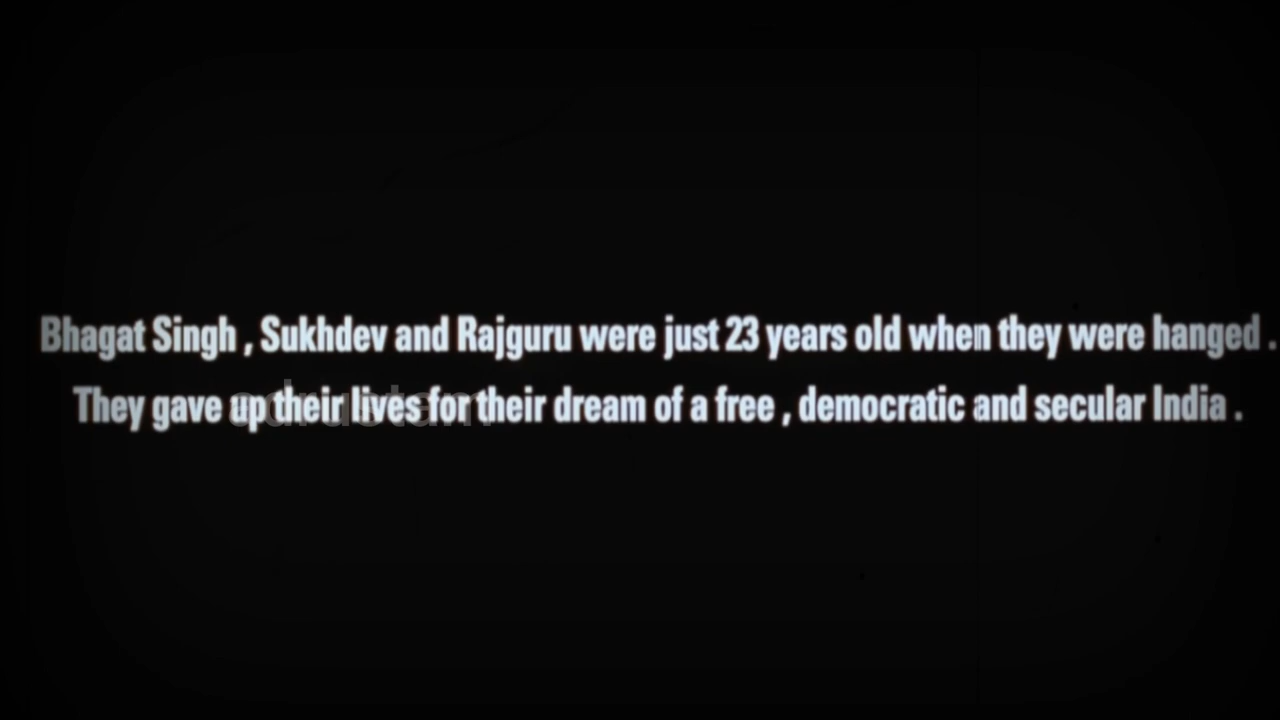 Bhagat Singh , Sukhdev and Rajguru were just 23 years old when they were hanged .
They gave up their lives for their dream of a free , democratic and secular India .